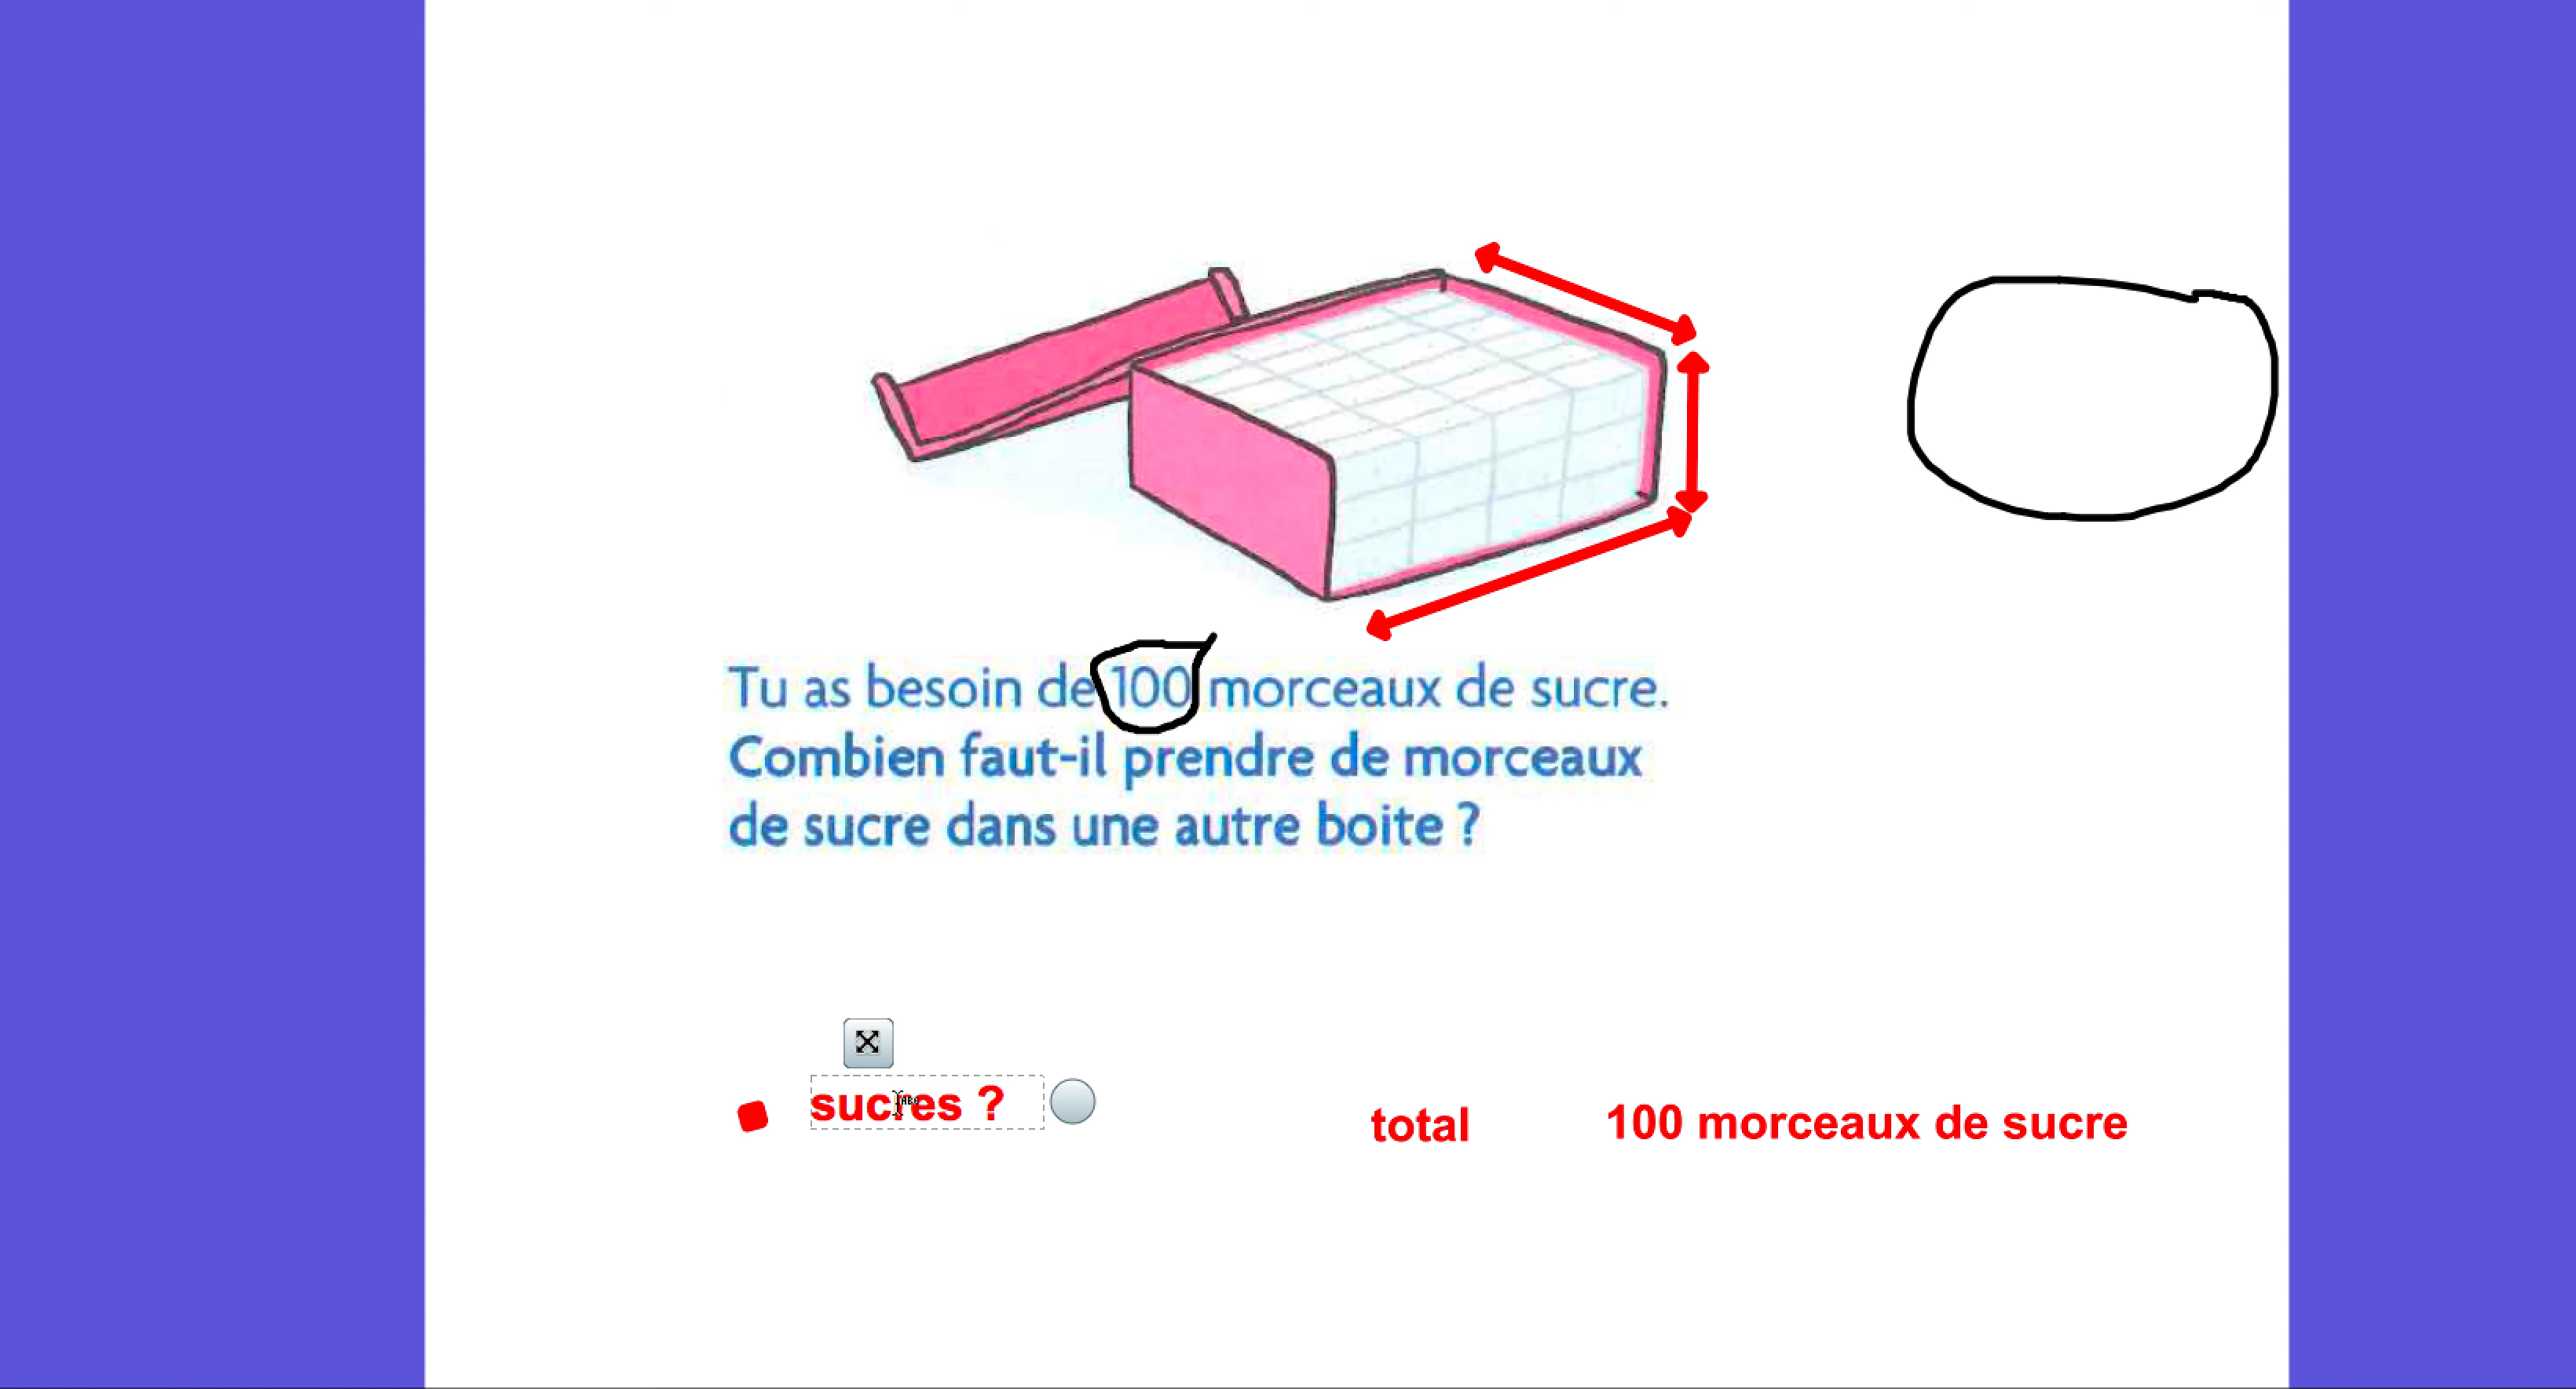 Tu as besoin de 100 morceaux de sucre.
Combien faut-il prendre de morceaux
de sucre dans une autre boite ?
sucres ?
total
100 morceaux de sucre